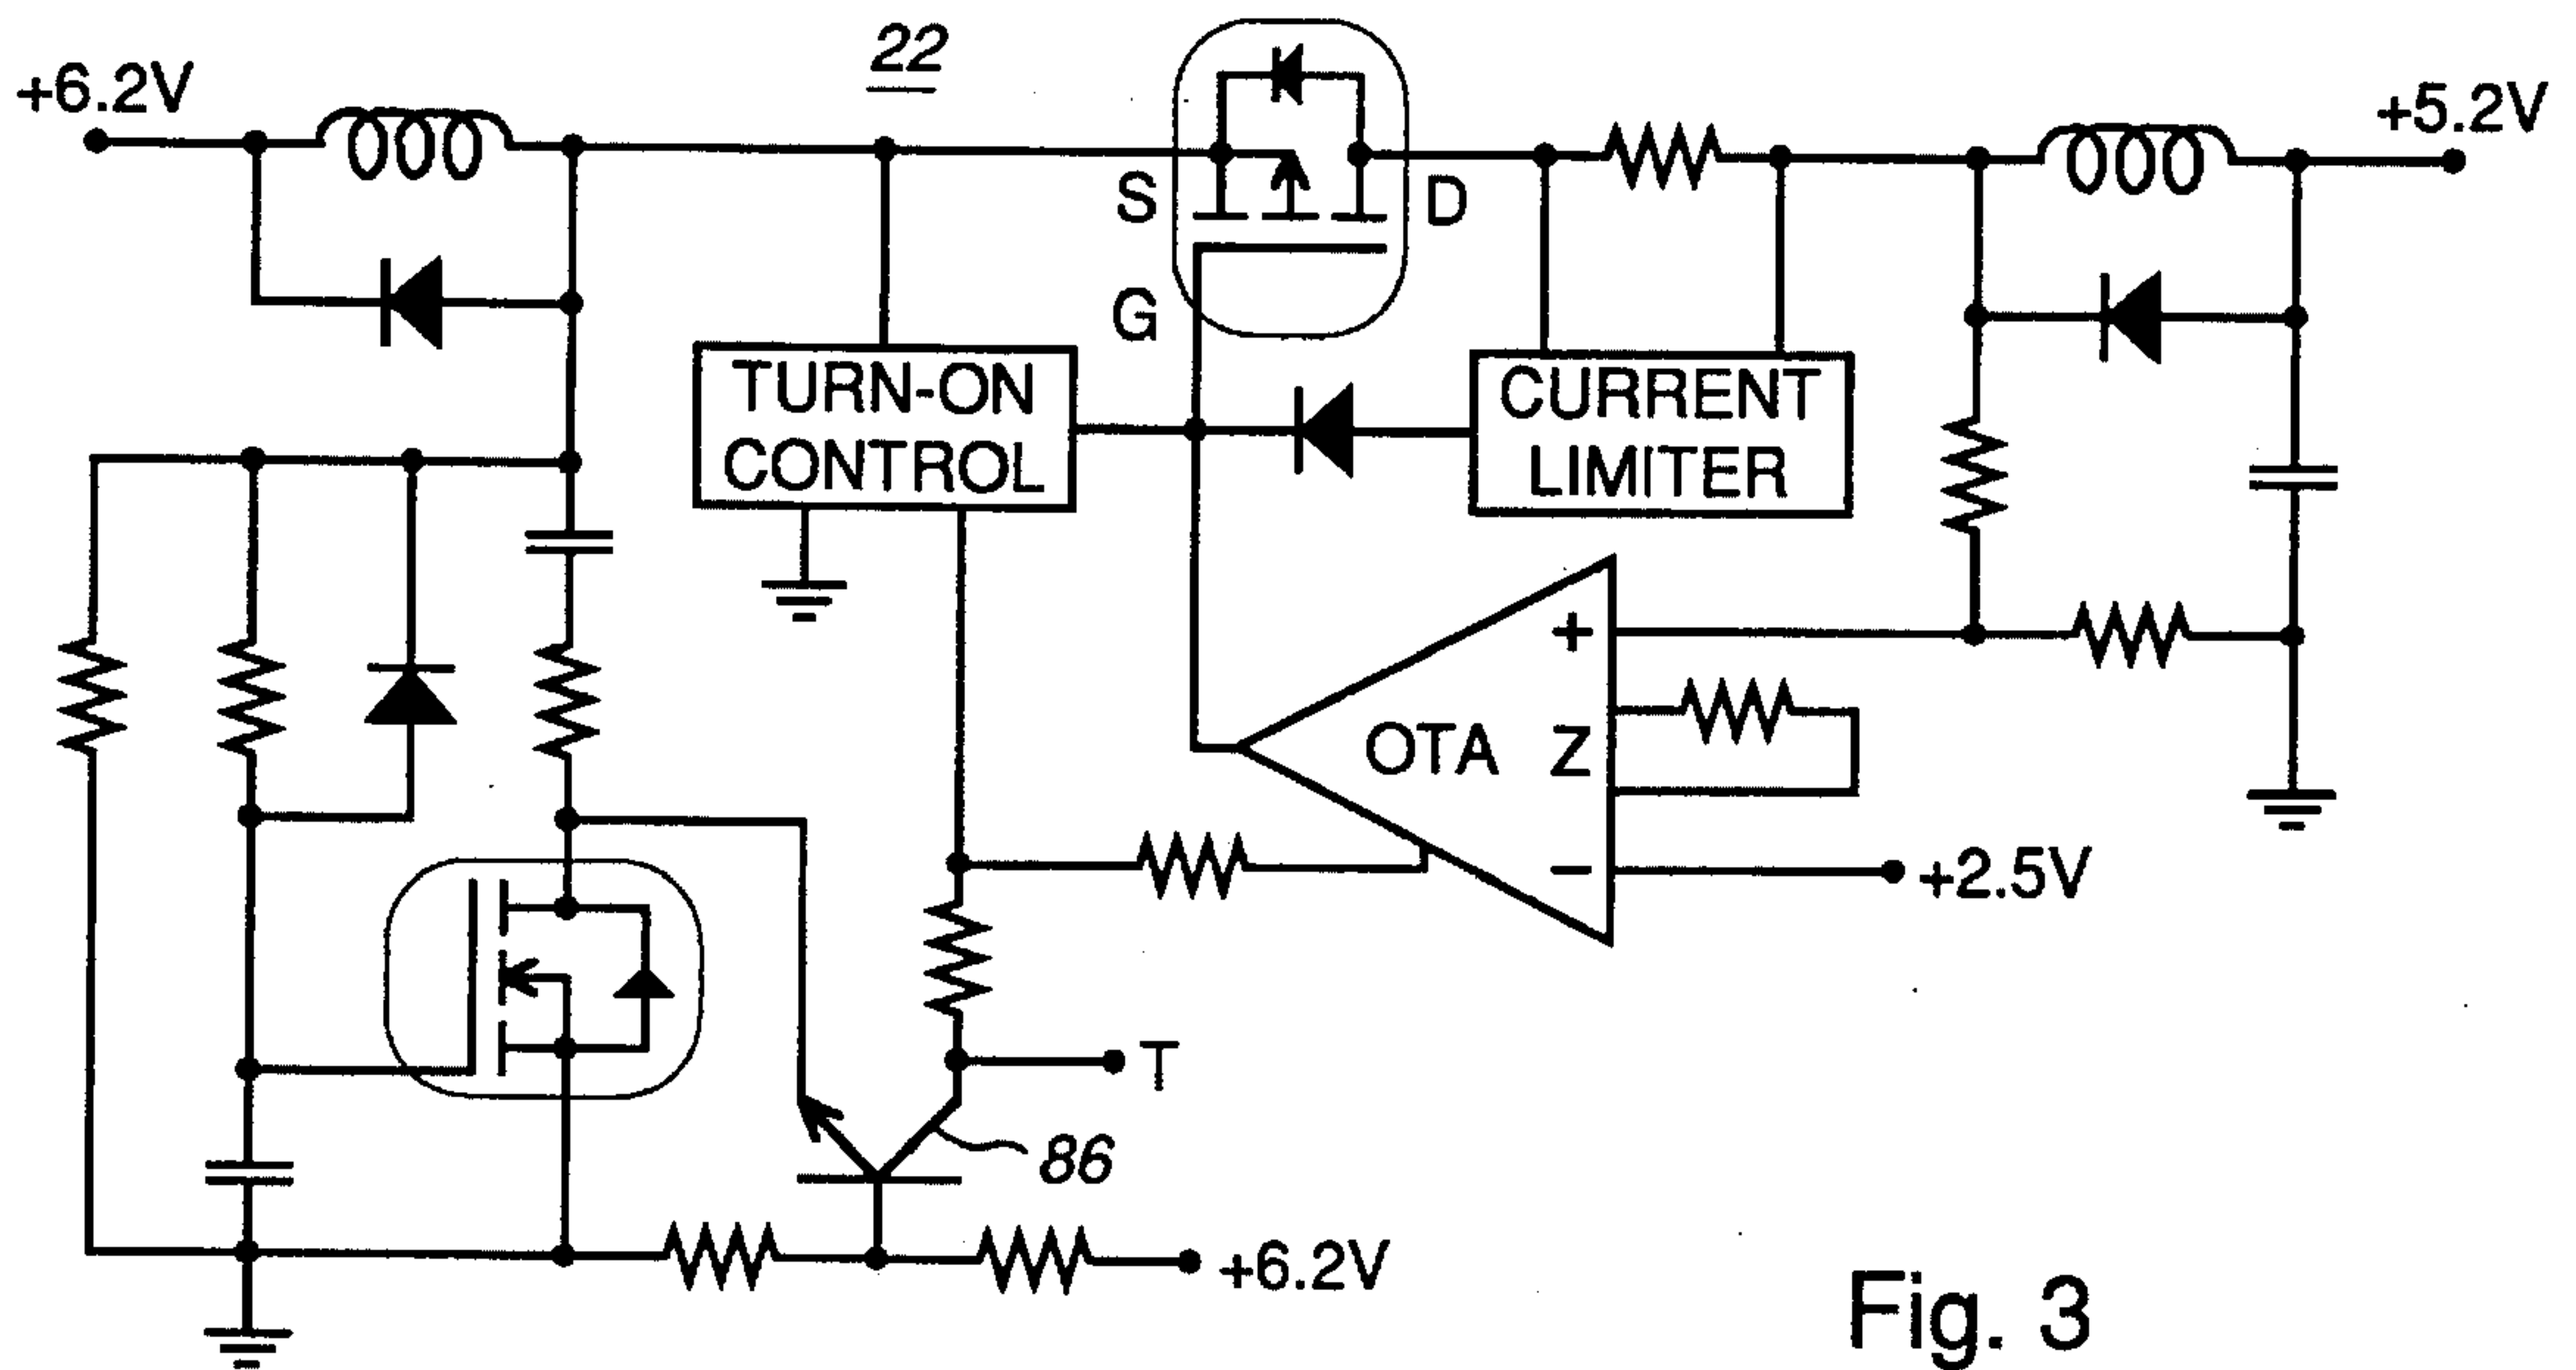 22
+6.2V
+5.2V
S
D
G
TURN-ON
CONTROL
CURRENT
LIMITER
+
OTA
Z
−
+2.5V
T
86
+6.2V
Fig. 3